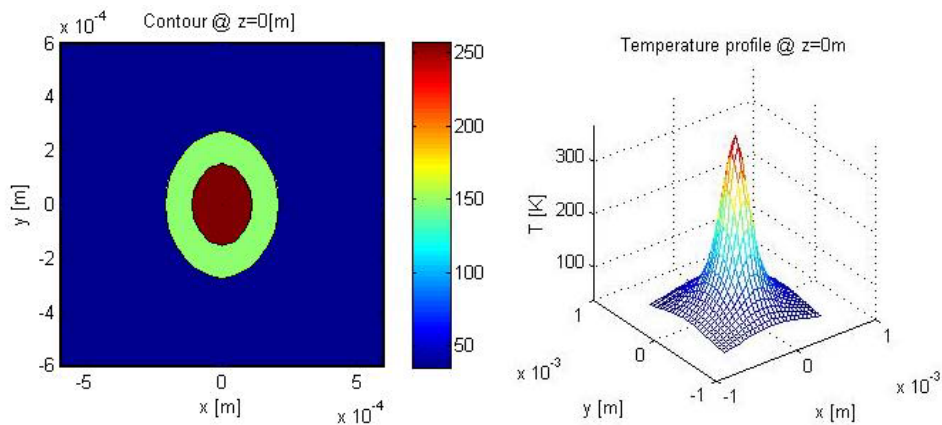 x 10^-4
Contour @ z=0[m]
6
4
2
0
-2
-4
-6
y [m]
-5
0
5
x [m]
x 10^-4
250
200
150
100
50
Temperature profile @ z=0m
300
200
100
T [K]
1
0
-1
x 10^-3
y [m]
-1
0
1
x 10^-3
x [m]